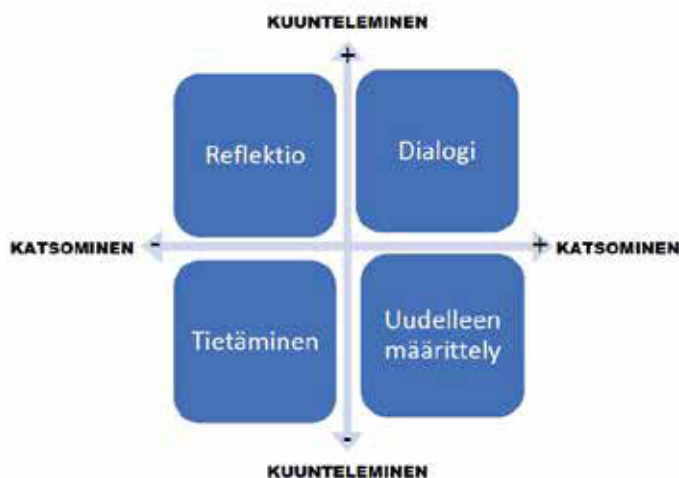 KUUNTELEMINEN
+
Reflektio
Dialogi
KATSOMINEN
-
+
KATSOMINEN
Tietäminen
Uudelleen
määrittely
-
KUUNTELEMINEN